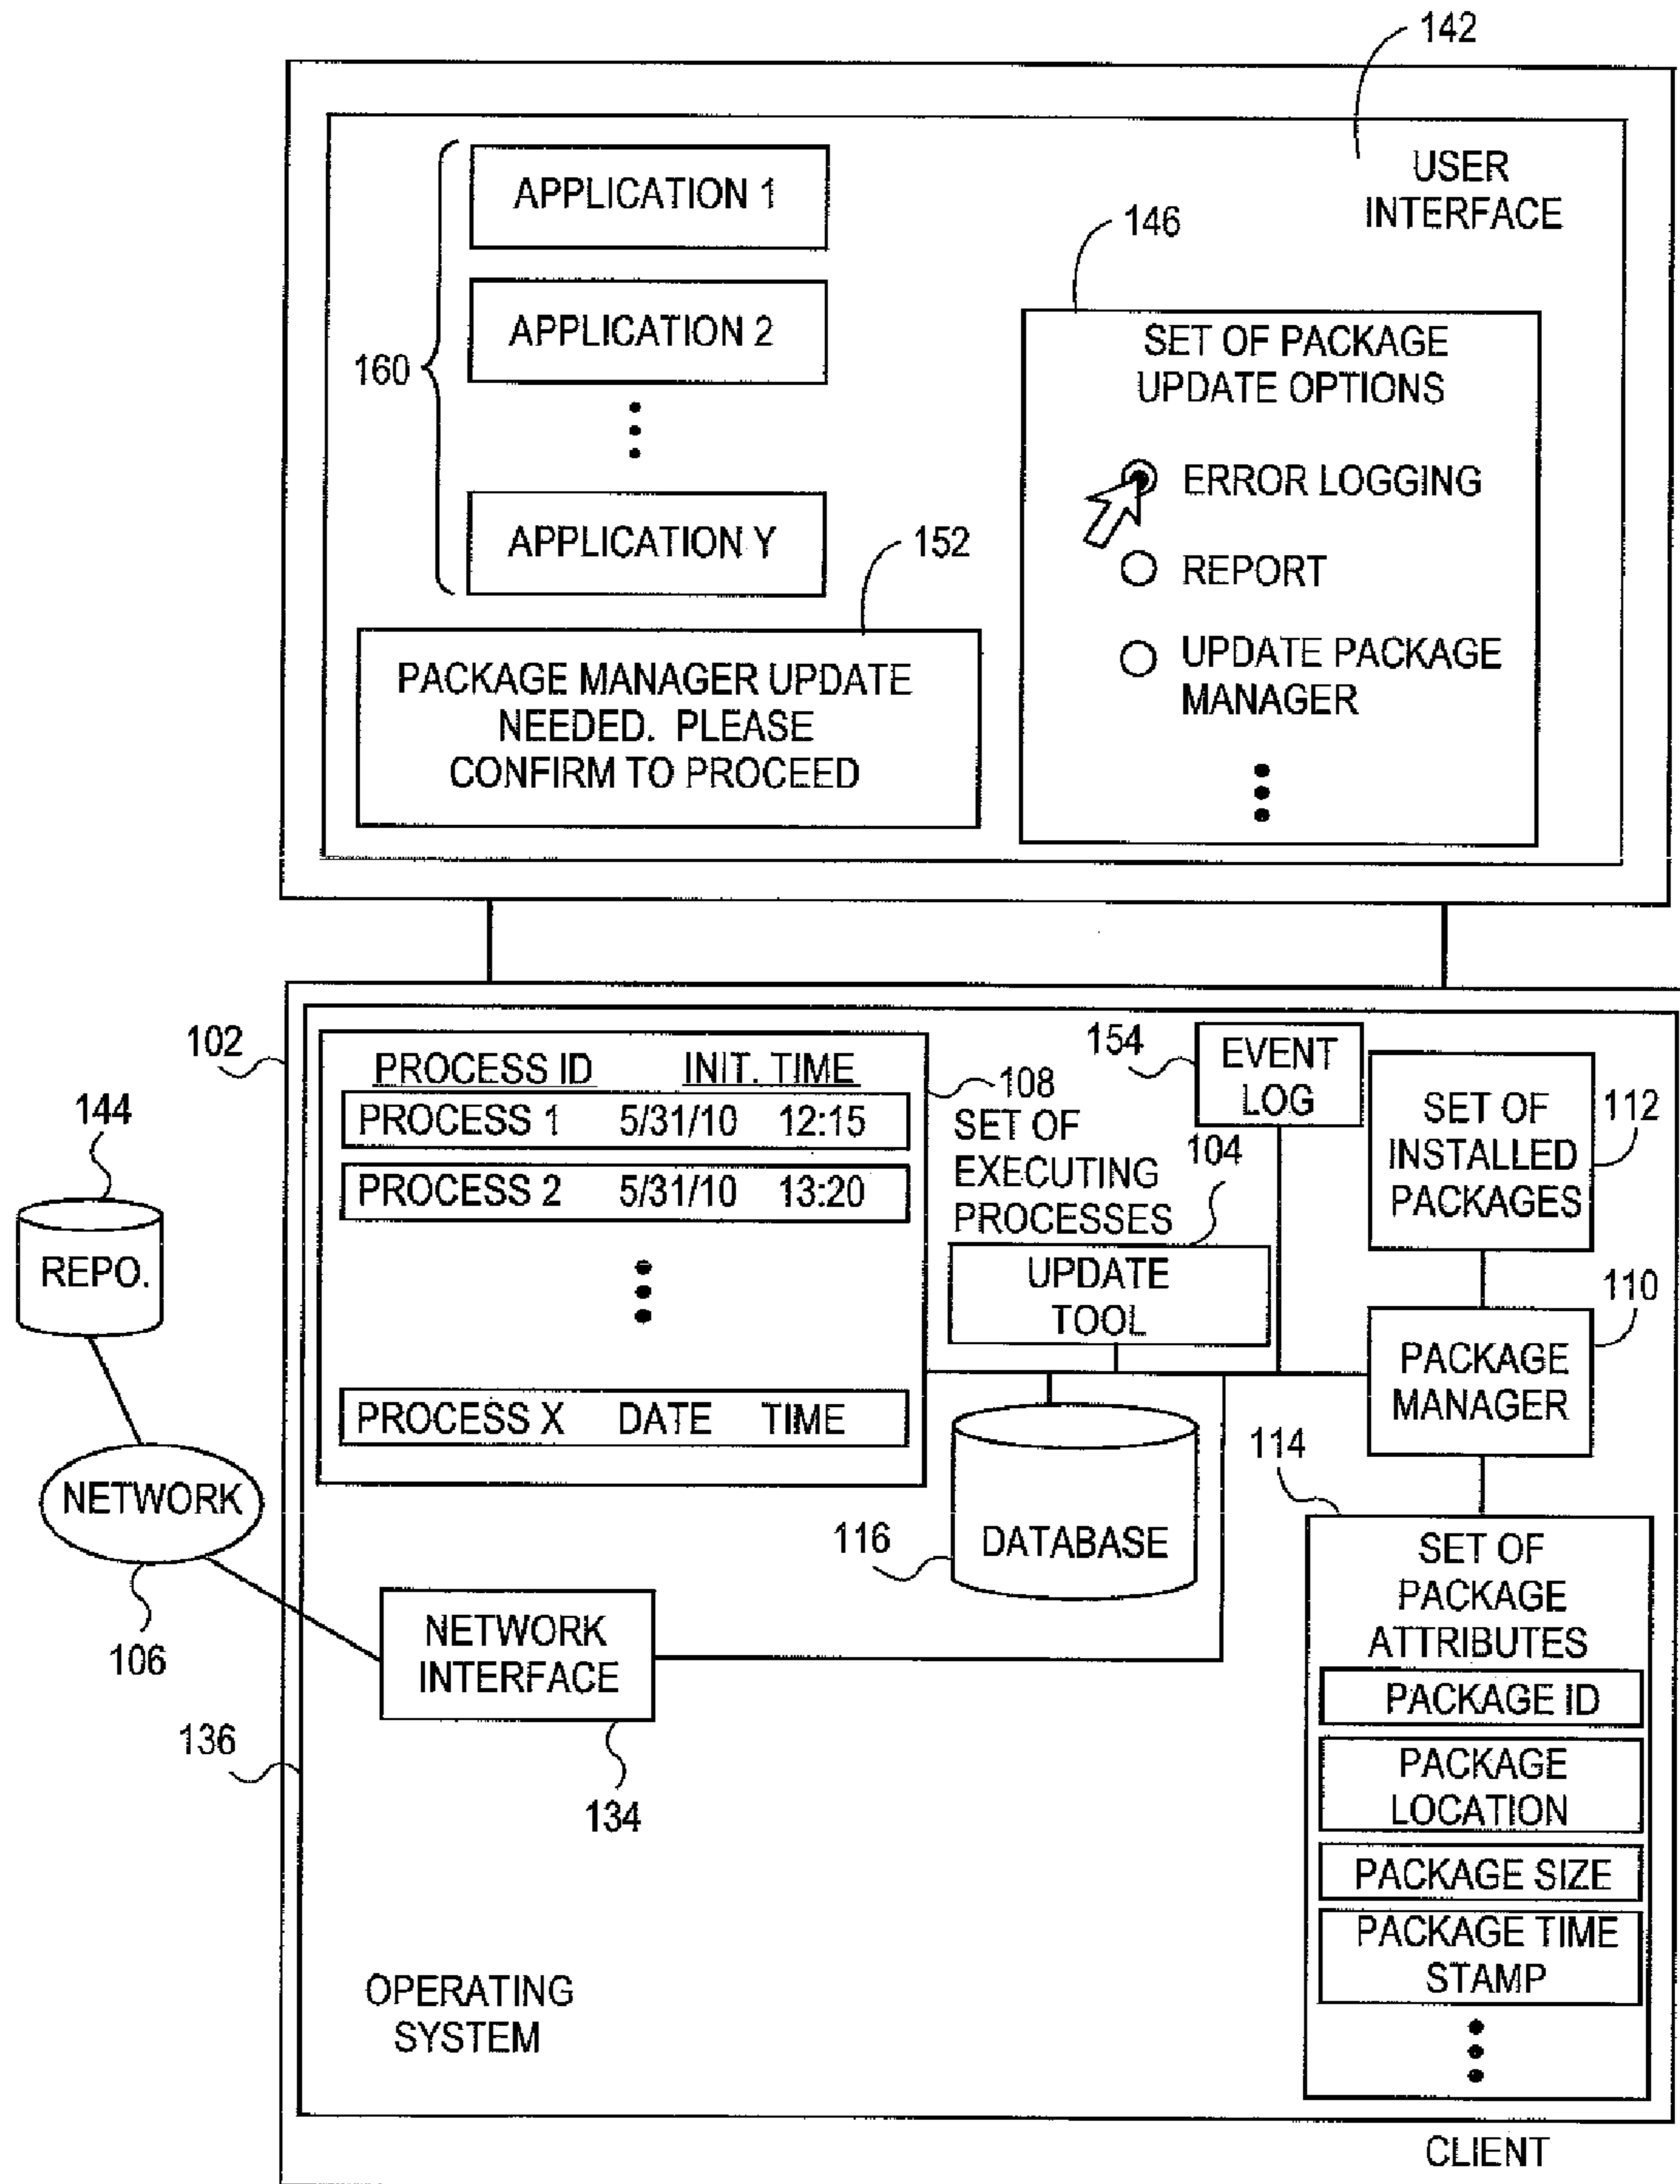 142
USER
INTERFACE
APPLICATION 1
APPLICATION 2
160
APPLICATION Y
146
SET OF PACKAGE
UPDATE OPTIONS
ERROR LOGGING
REPORT
UPDATE PACKAGE
MANAGER
152
PACKAGE MANAGER UPDATE
NEEDED. PLEASE
CONFIRM TO PROCEED
102
PROCESS ID INIT. TIME
PROCESS 1 5/31/10 12:15
PROCESS 2 5/31/10 13:20
PROCESS X DATE TIME
108
SET OF
EXECUTING
PROCESSES
154
EVENT
LOG
SET OF
INSTALLED
PACKAGES
112
104
UPDATE
TOOL
110
PACKAGE
MANAGER
144
REPO.
NETWORK
106
116
DATABASE
114
SET OF
PACKAGE
ATTRIBUTES
PACKAGE ID
PACKAGE
LOCATION
PACKAGE SIZE
PACKAGE TIME
STAMP
NETWORK
INTERFACE
134
136
OPERATING
SYSTEM
CLIENT